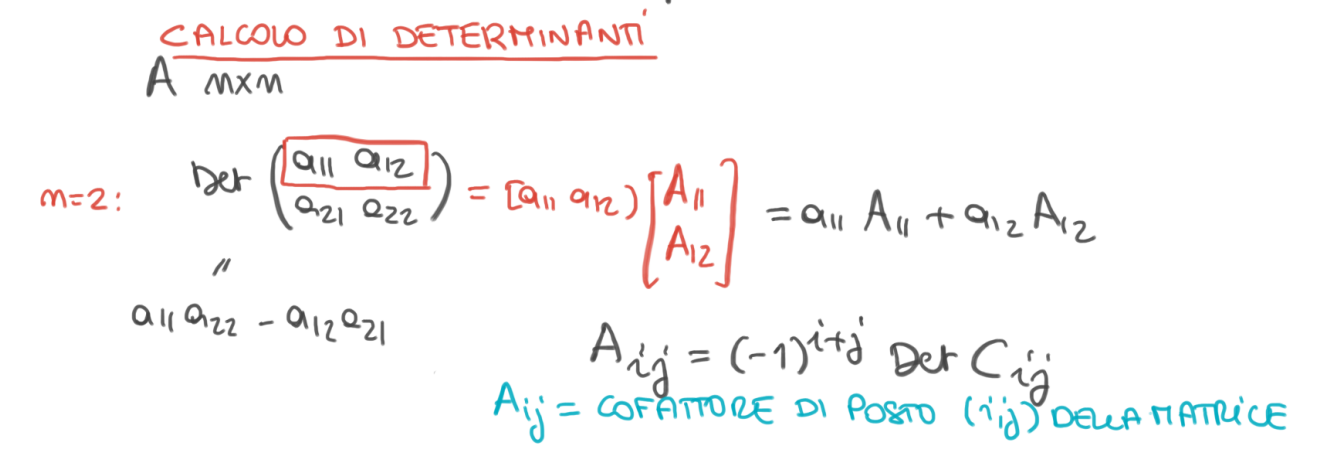 CALCOLO DI DETERMINANTI
A n×n
n=2: Det (a11 a12 a21 a22) = [a11 a12) [A11 A12] = a11 A11 + a12 A12
"
a11 a22 - a12 a21
Aij = (-1)^i+j Det Cij
Aij = COFATTORE DI POSTO (i,j) DELLA MATRICE